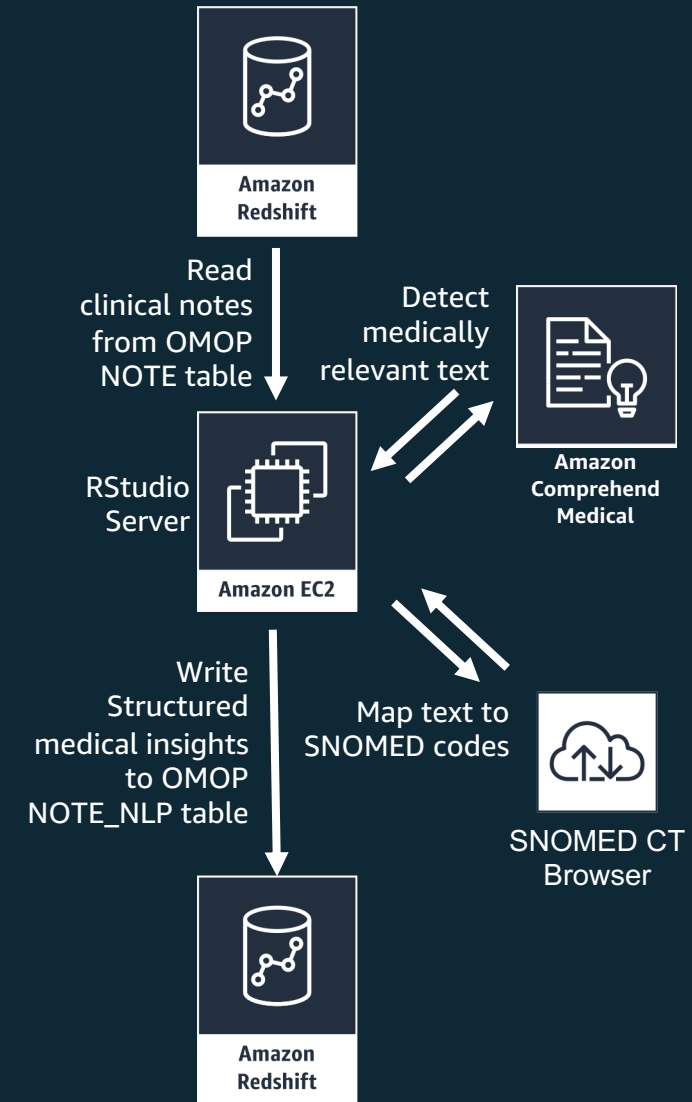 Amazon
Redshift
Read
clinical notes
from OMOP
NOTE table
Detect
medically
relevant text
Amazon
Comprehend
Medical
RStudio
Server
Amazon EC2
Write
Structured
medical insights
to OMOP
NOTE_NLP table
Map text to
SNOMED codes
SNOMED CT
Browser
Amazon
Redshift